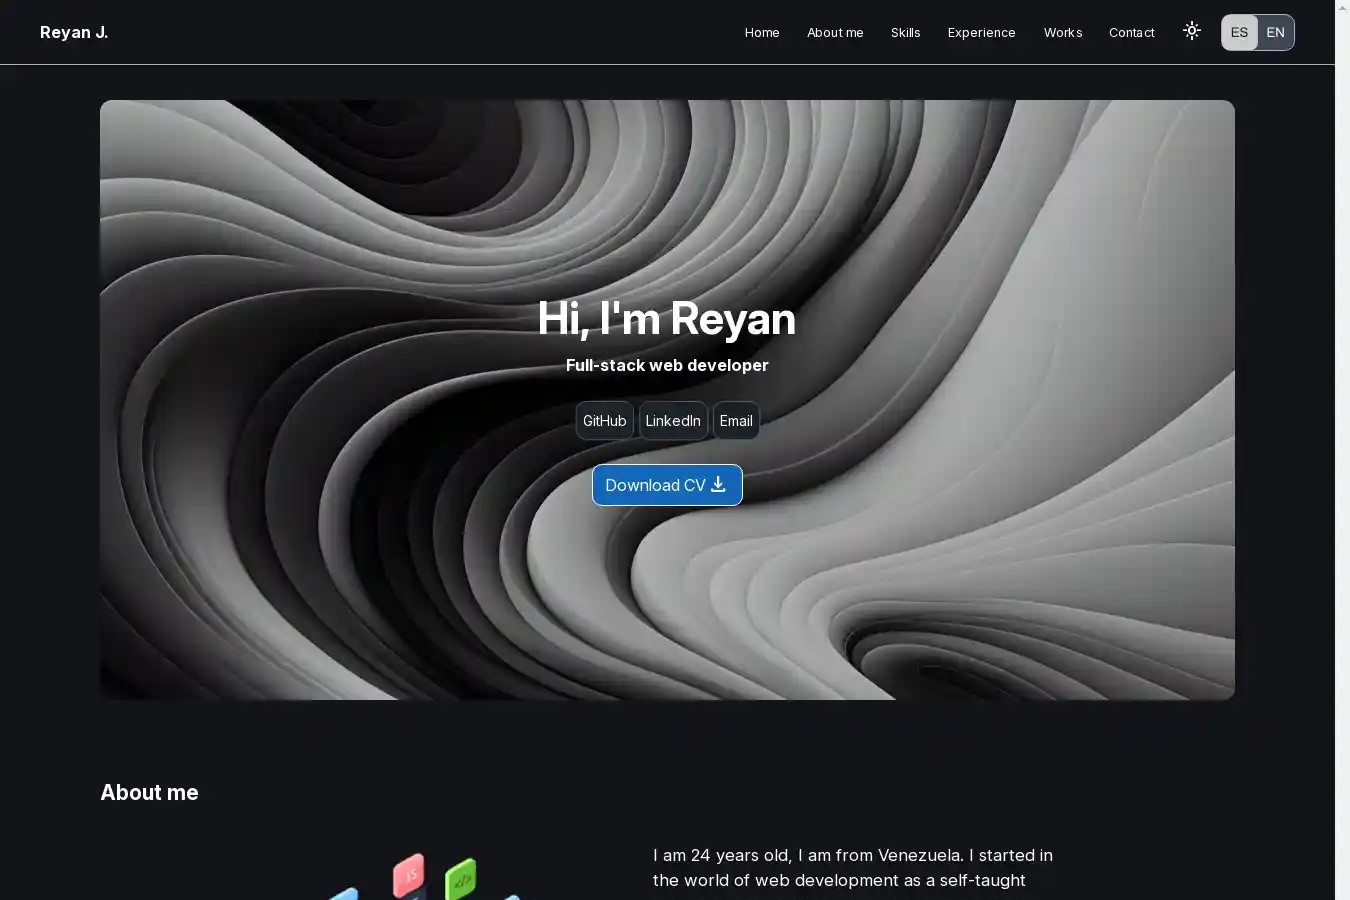 Reyan J.
Home About me Skills Experience Works Contact ES EN
Hi, I'm Reyan
Full-stack web developer
GitHub LinkedIn Email
Download CV
About me
I am 24 years old, I am from Venezuela. I started in
the world of web development as a self-taught
JS
</>